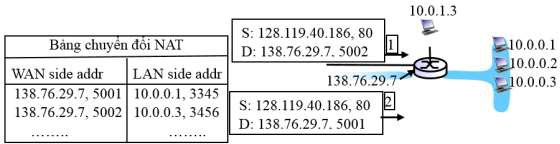 Bảng chuyển đổi NAT
WAN side addr LAN side addr
138.76.29.7, 5001 10.0.0.1, 3345
138.76.29.7, 5002 10.0.0.3, 3456
........ ........
S: 128.119.40.186, 80
D: 138.76.29.7. 5002
1
138.76.29.7
S: 128.119.40.186, 80
D: 138.76.29.7. 5001
2
10.0.1.3
10.0.0.1
10.0.0.2
10.0.0.3